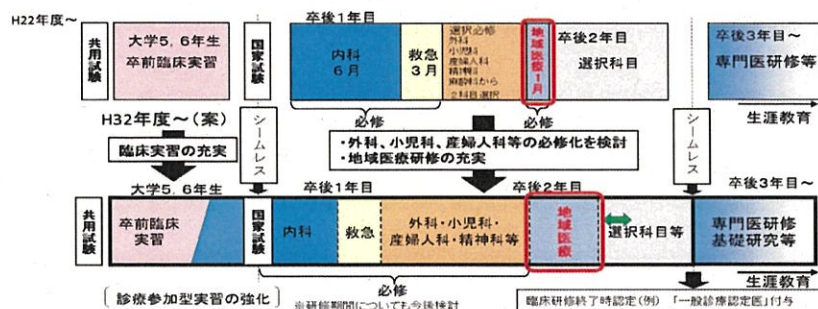 H22年度～
共用試験
大学5, 6年生
卒前臨床実習
国家試験
卒後1年目
内科
6月
救急
3月
選択必修
外科
小児科
産婦人科
精神科
麻酔科から
2科目選択
地域医療1月
卒後2年目
選択科目
卒後3年目～
専門医研修等
生涯教育
必修
必修
H32年度～(案)
臨床実習の充実
シームレス
・外科、小児科、産婦人科等の必修化を検討
・地域医療研修の充実
シームレス
大学5, 6年生
共用試験
卒前臨床
実習
国家試験
卒後1年目
内科
救急
外科・小児科・
産婦人科・精神科等
卒後2年目
地域医療
選択科目等
卒後3年目～
専門医研修
基礎研究等
生涯教育
必修
診療参加型実習の強化
※研修期間についても今後検討
臨床研修終了時認定(例) 「一般診療認定医」付与